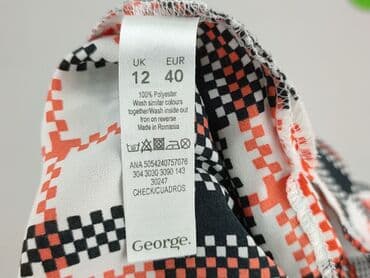 UK EUR
12 40
100% Polyester
Wash similar colours
together/Wash inside out
Iron on reverse
Made in Romania
ANA 5054240757076
304 3030 3090 143
30247
CHECK/CUADROS
George.